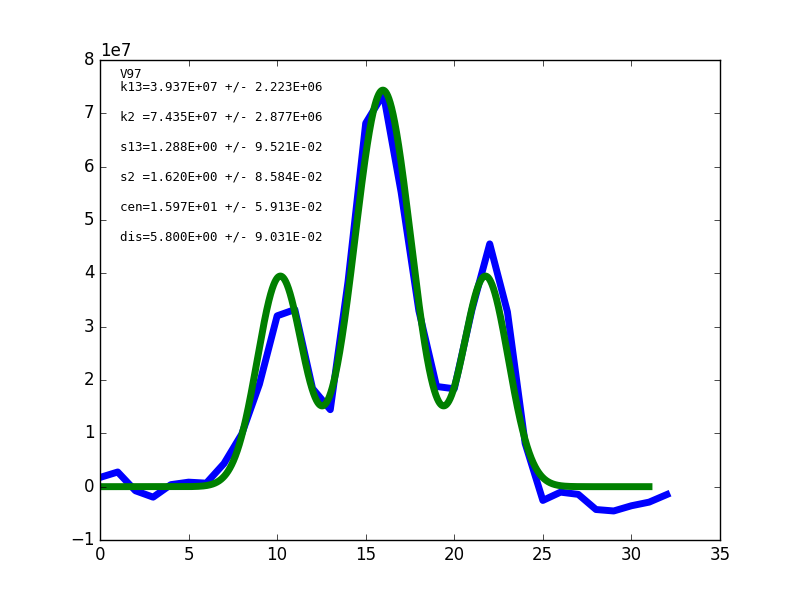 1e7
V97
k13=3.937E+07 +/- 2.223E+06
k2 =7.435E+07 +/- 2.877E+06
s13=1.288E+00 +/- 9.521E-02
s2 =1.620E+00 +/- 8.584E-02
cen=1.597E+01 +/- 5.913E-02
dis=5.800E+00 +/- 9.031E-02
8
7
6
5
4
3
2
1
0
−1
0 5 10 15 20 25 30 35